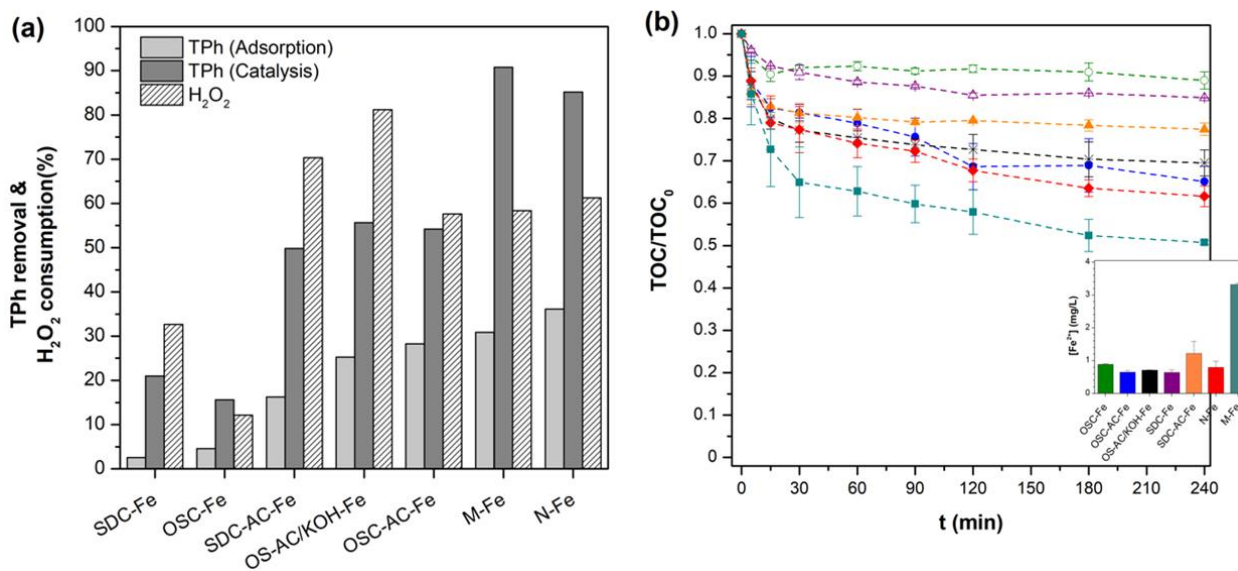 (a)
TPh (Adsorption)
TPh (Catalysis)
H₂O₂
TPh removal &
H₂O₂ consumption(%)
100
90
80
70
60
50
40
30
20
10
0
SDC-Fe
OSC-Fe
SDC-AC-Fe
OS-AC/KOH-Fe
OSC-AC-Fe
M-Fe
N-Fe
(b)
TOC/TOC₀
1.0
0.9
0.8
0.7
0.6
0.5
0.4
0.3
0.2
0.1
0
0 30 60 90 120 150 180 210 240
t (min)
[Fe²⁺] (mg/L)
4
3
2
1
0
OSC-Fe
OSC-AC-Fe
OS-AC/KOH-Fe
SDC-Fe
SDC-AC-Fe
N-Fe
M-Fe